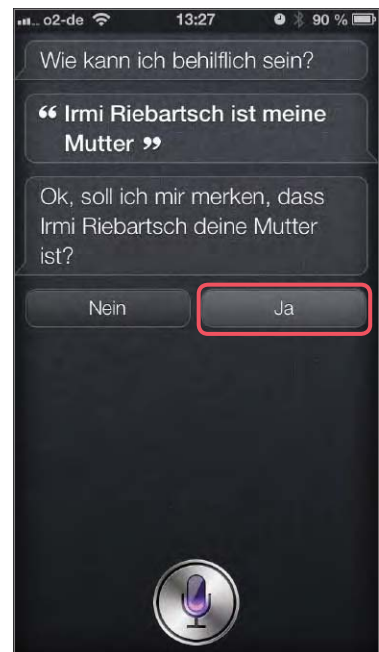 o2-de 13:27 90 %
Wie kann ich behilflich sein?
“ Irmi Riebartsch ist meine
Mutter ”
Ok, soll ich mir merken, dass
Irmi Riebartsch deine Mutter
ist?
Nein Ja